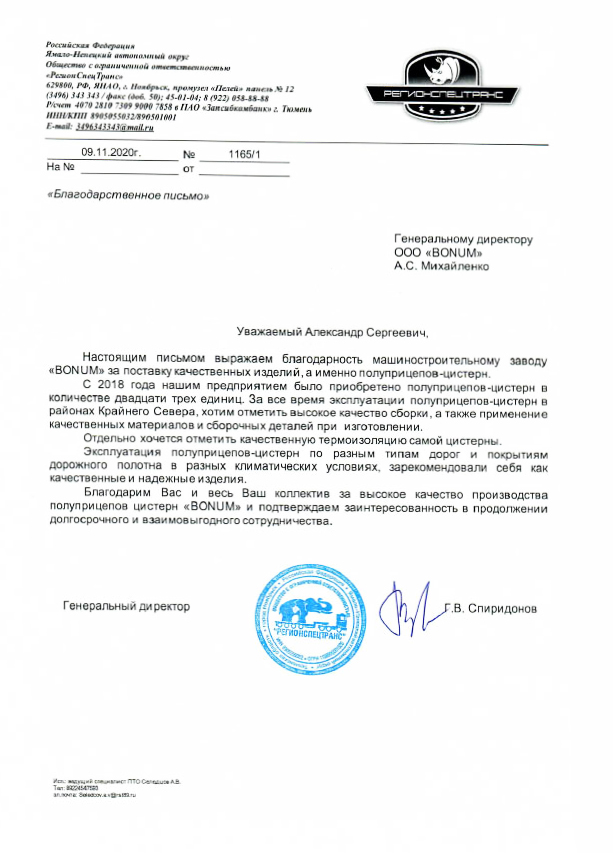 Российская Федерация
Ямало-Ненецкий автономный округ
Общество с ограниченной ответственностью
«РегионСпецТранс»
629800, РФ, ЯНАО, г. Ноябрьск, промузел «Пелей» панель № 12
(3496) 343 343 / факс (доб. 50); 45-01-04; 8 (922) 058-88-88
Р/счет 4070 2810 7309 9000 7858 в ПАО «Запсибкомбанк» г. Тюмень
ИНН/КПП 8905055032/890501001
E-mail: 3496343343@mail.ru
РЕГИОНСПЕЦТРАНС
09.11.2020г. № 1165/1
На № от
«Благодарственное письмо»
Генеральному директору
ООО «BONUM»
А.С. Михайленко
Уважаемый Александр Сергеевич,
Настоящим письмом выражаем благодарность машиностроительному заводу
«BONUM» за поставку качественных изделий, а именно полуприцепов-цистерн.
С 2018 года нашим предприятием было приобретено полуприцепов-цистерн в
количестве двадцати трех единиц. За все время эксплуатации полуприцепов-цистерн в
районах Крайнего Севера, хотим отметить высокое качество сборки, а также применение
качественных материалов и сборочных деталей при изготовлении.
Отдельно хочется отметить качественную термоизоляцию самой цистерны.
Эксплуатация полуприцепов-цистерн по разным типам дорог и покрытиям
дорожного полотна в разных климатических условиях, зарекомендовали себя как
качественные и надежные изделия.
Благодарим Вас и весь Ваш коллектив за высокое качество производства
полуприцепов цистерн «BONUM» и подтверждаем заинтересованность в продолжении
долгосрочного и взаимовыгодного сотрудничества.
Генеральный директор
"РЕГИОНСПЕЦТРАНС"
Г.В. Спиридонов
Исп.: ведущий специалист ПТО Селедцов А.В.
Тел: 89224547593
эл.почта: Seledcov.a.v@rst89.ru